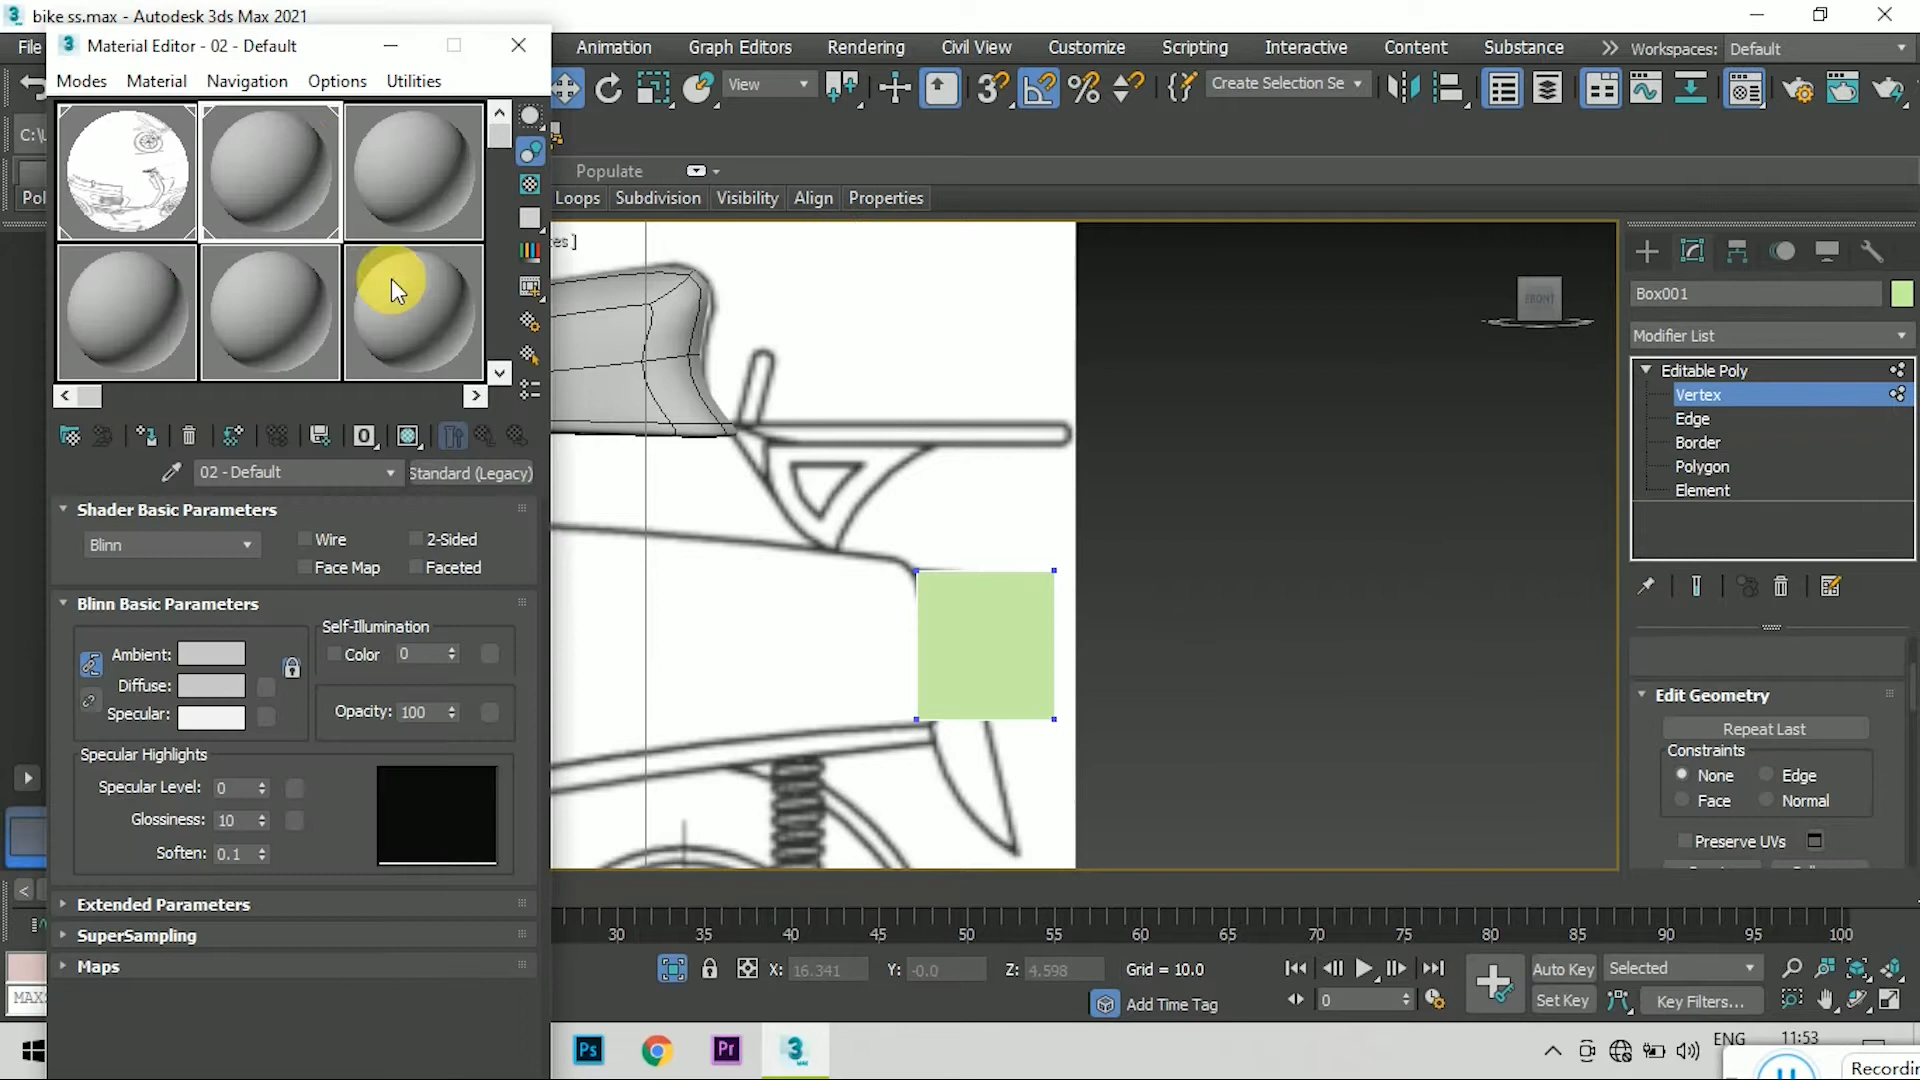 bike ss.max - Autodesk 3ds Max 2021
File
Animation
Graph Editors
Rendering
Civil View
Customize
Scripting
Interactive
Content
Substance
Workspaces:
Default
Material Editor - 02 - Default
Modes
Material
Navigation
Options
Utilities
View
Create Selection Se
Populate
Loops
Subdivision
Visibility
Align
Properties
FRONT
Box001
Modifier List
Editable Poly
Vertex
Edge
Border
Polygon
Element
02 - Default
Standard (Legacy)
Shader Basic Parameters
Blinn
Wire
2-Sided
Face Map
Faceted
Blinn Basic Parameters
Self-Illumination
Ambient:
Color
0
Diffuse:
Specular:
Opacity:
100
Specular Highlights
Specular Level:
0
Glossiness:
10
Soften:
0.1
Extended Parameters
SuperSampling
Maps
Edit Geometry
Repeat Last
Constraints
None
Edge
Face
Normal
Preserve UVs
30 35 40 45 50 55 60 65 70 75 80 85 90 95 100
X:
16.341
Y:
-0.0
Z:
4.598
Grid = 10.0
Add Time Tag
0
Auto Key
Selected
Set Key
Key Filters...
Ps
Pr
3
ENG
11:53